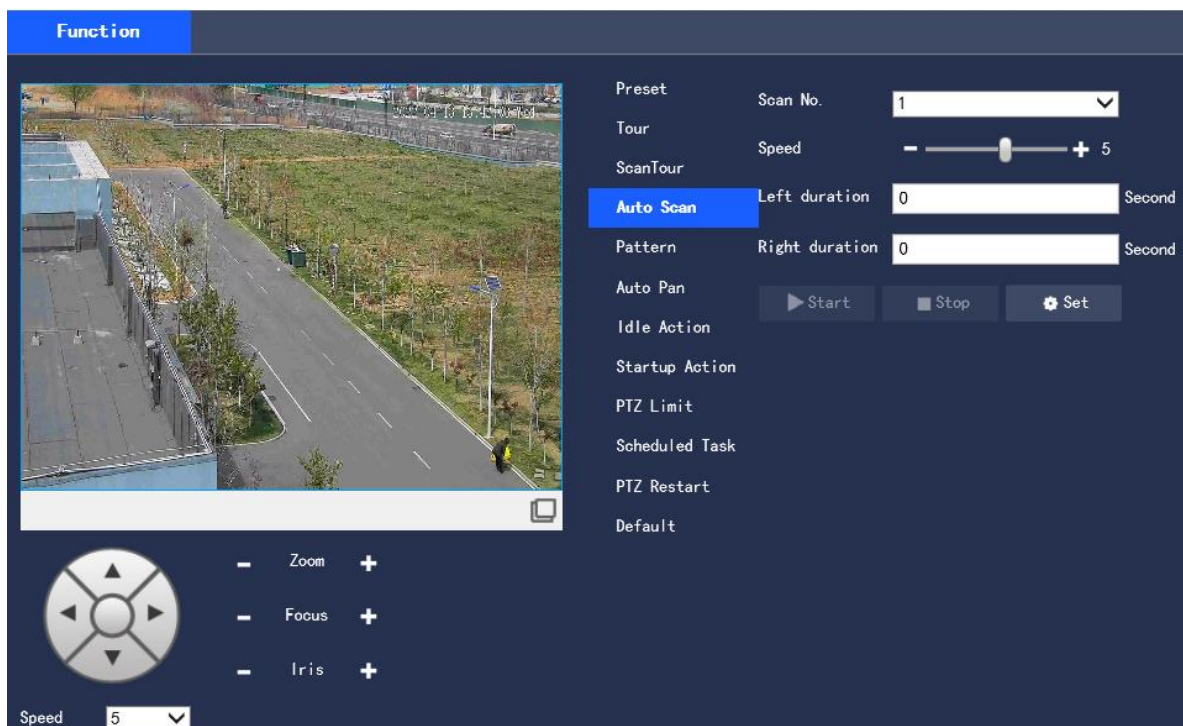 Function
Preset
Tour
ScanTour
Auto Scan
Pattern
Auto Pan
Idle Action
Startup Action
PTZ Limit
Scheduled Task
PTZ Restart
Default
Scan No. 1
Speed 5
Left duration 0 Second
Right duration 0 Second
Start Stop Set
Zoom
Focus
Iris
Speed 5